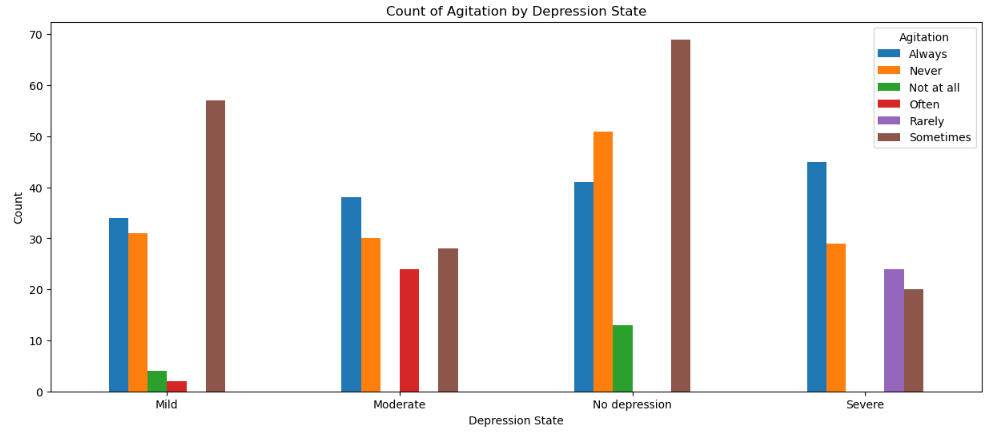 Count of Agitation by Depression State
Count
70
60
50
40
30
20
10
0
Agitation
Always
Never
Not at all
Often
Rarely
Sometimes
Mild
Moderate
No depression
Severe
Depression State